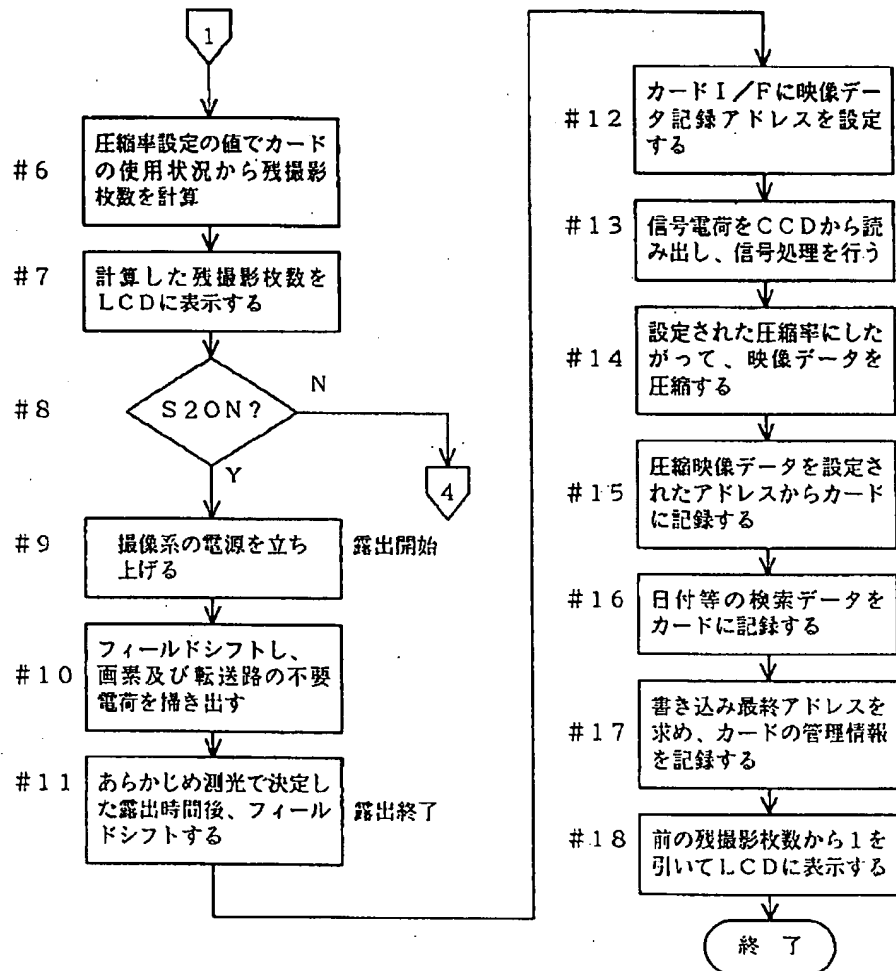 1
#6
圧縮率設定の値でカード
の使用状況から残撮影
枚数を計算
#7
計算した残撮影枚数を
LCDに表示する
#8
S2ON?
N
Y
4
#9
撮像系の電源を立ち
上げる
露出開始
#10
フィールドシフトし、
画素及び転送路の不要
電荷を掃き出す
#11
あらかじめ測光で決定し
た露出時間後、フィール
ドシフトする
露出終了
#12
カードI/Fに映像デー
タ記録アドレスを設定
する
#13
信号電荷をCCDから読
み出し、信号処理を行う
#14
設定された圧縮率にした
がって、映像データを
圧縮する
#15
圧縮映像データを設定さ
れたアドレスからカード
に記録する
#16
日付等の検索データを
カードに記録する
#17
書き込み最終アドレスを
求め、カードの管理情報
を記録する
#18
前の残撮影枚数から1を
引いてLCDに表示する
終了